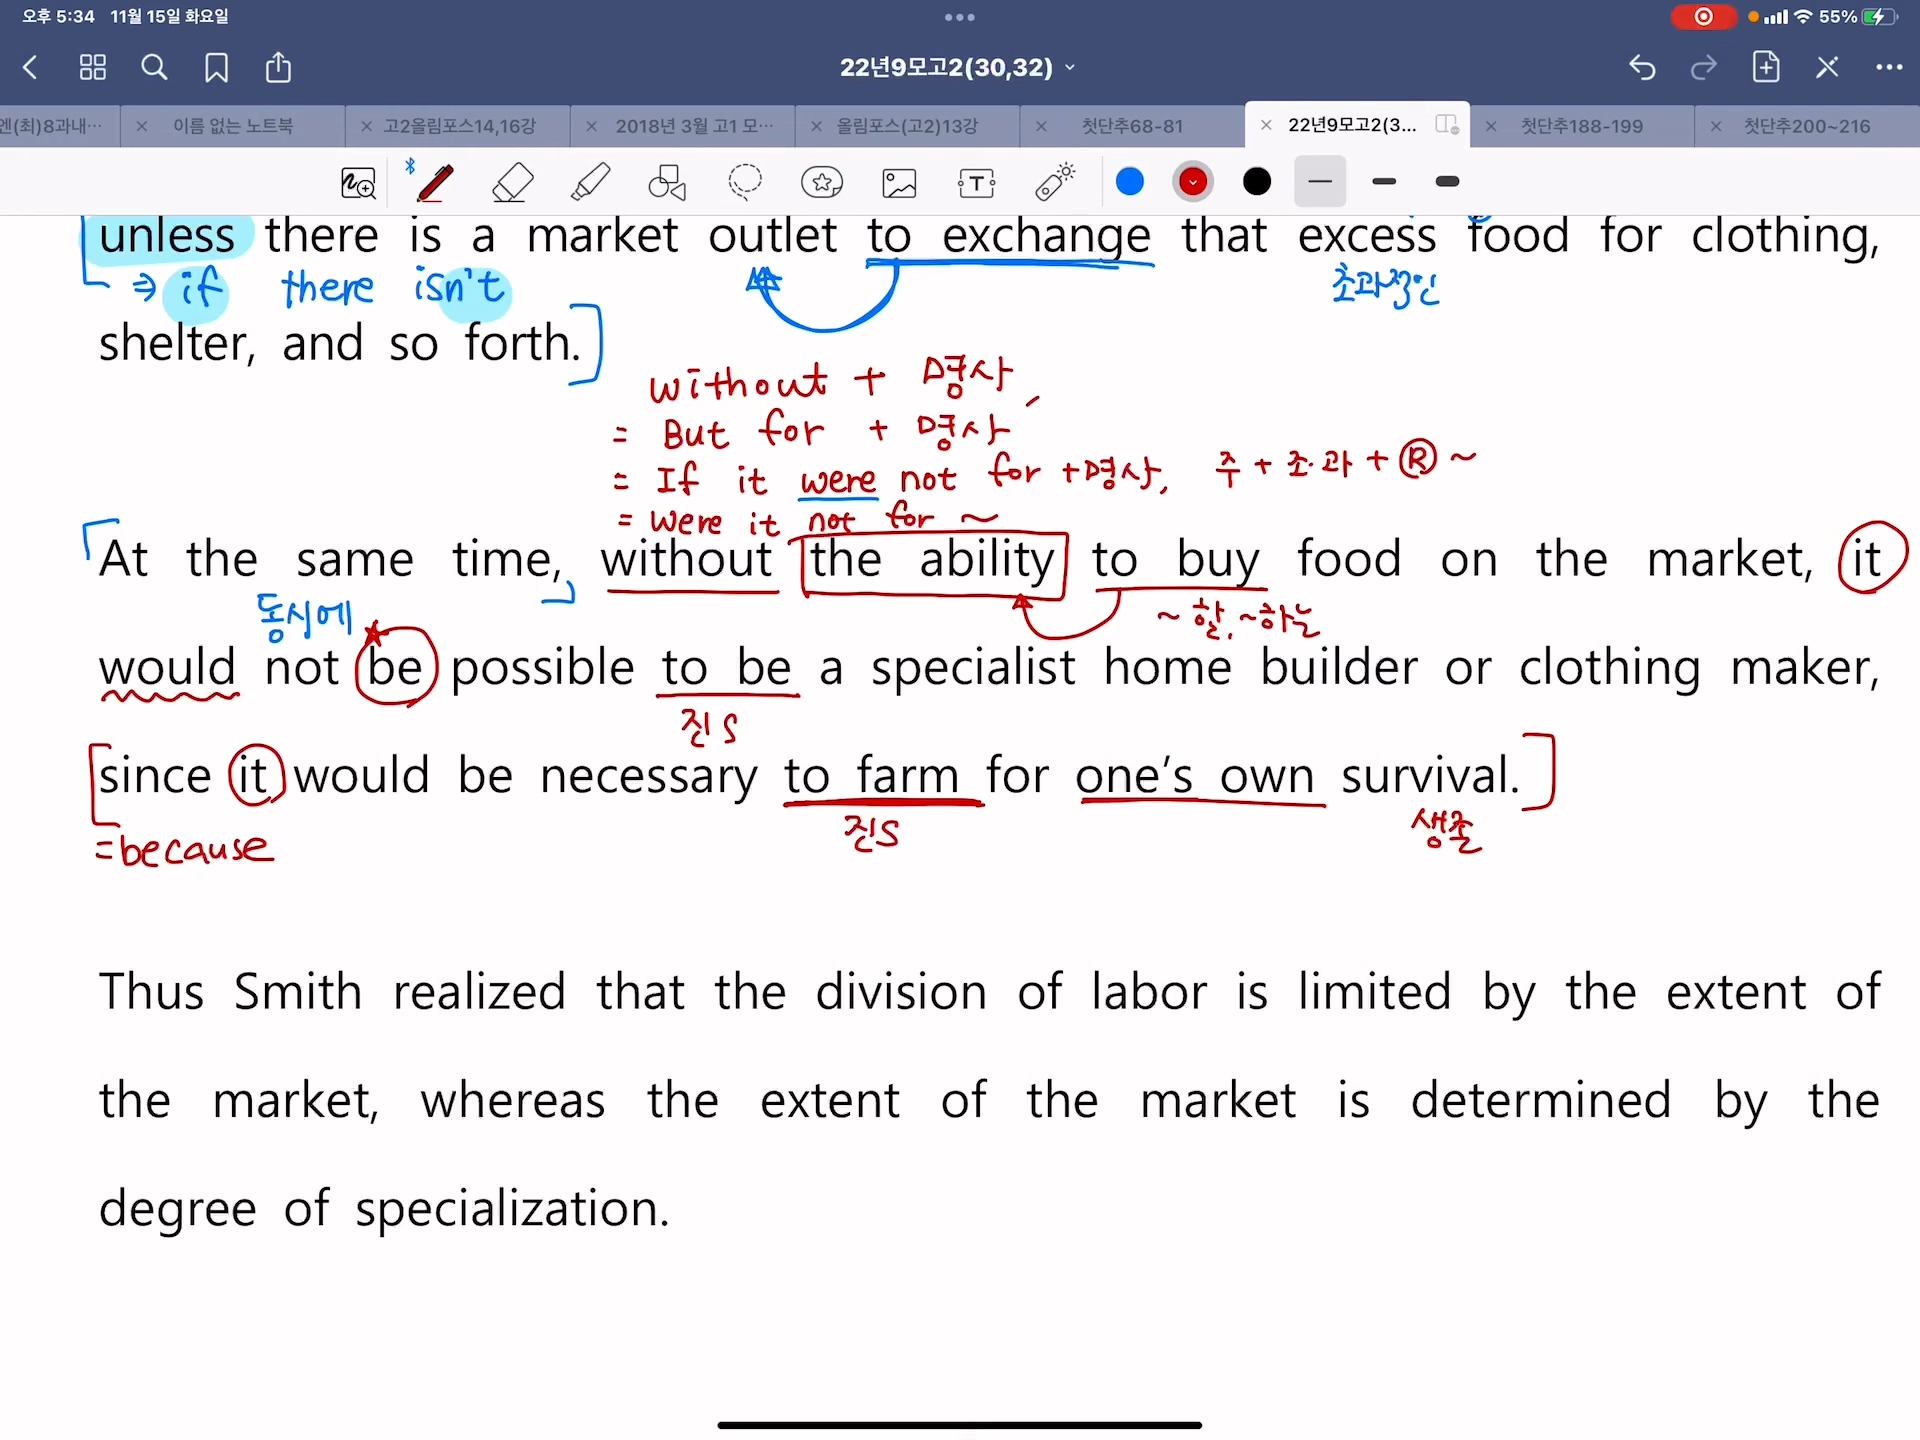 오후 5:34 11월 15일 화요일
55%
22년9모고2(30,32)
엔(최)8과내…
이름 없는 노트북
고2올림포스14,16강
2018년 3월 고1 모…
올림포스(고2)13강
첫단추68-81
22년9모고2(3...
첫단추188-199
첫단추200~216
unless there is a market outlet to exchange that excess food for clothing,
⇒ if there isn't
초과적인
shelter, and so forth.
without + 명사,
= But for + 명사
= If it were not for +명사, 주 + 조·과 + Ⓡ ~
= Were it not for ~
At the same time, without the ability to buy food on the market, it
동시에
~할, ~하는
would not be possible to be a specialist home builder or clothing maker,
진S
since it would be necessary to farm for one's own survival.
=because
진S
생존
Thus Smith realized that the division of labor is limited by the extent of
the market, whereas the extent of the market is determined by the
degree of specialization.